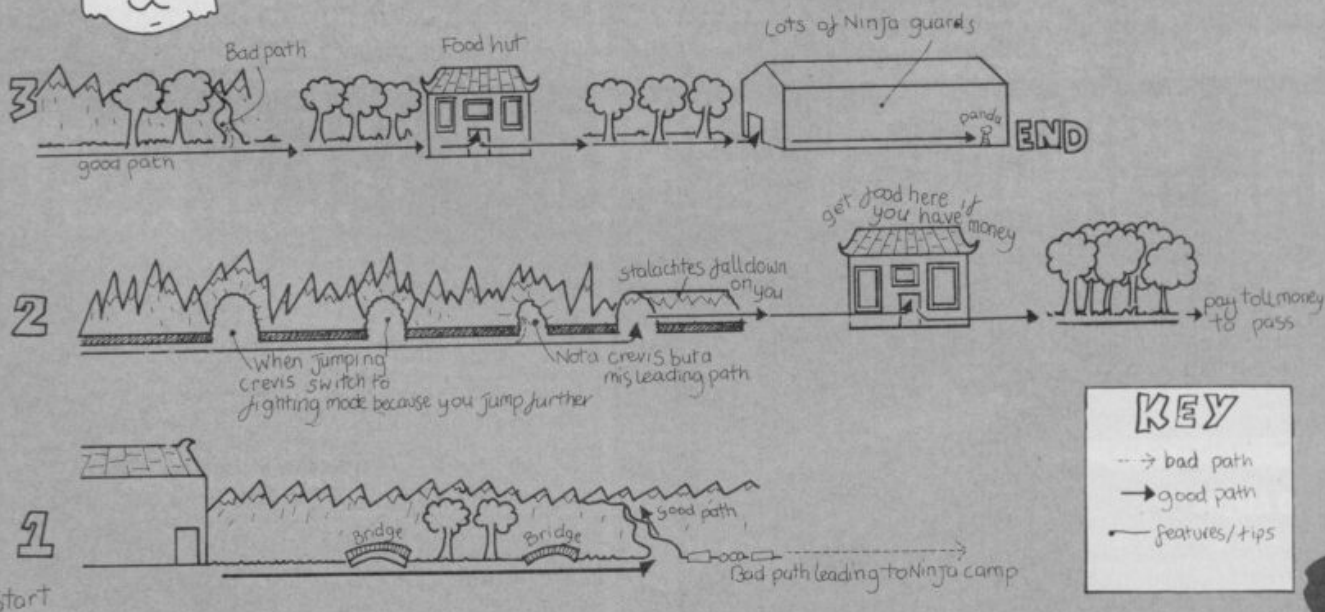 Lots of Ninja guards
Bad path
Food hut
3
panda
END
good path
get food here if
you have money
stalachtites fall down
on you
2
pay toll money
to pass
When jumping
crevis switch to
fighting mode because you jump further
Not a crevis but a
misleading path
KEY
bad path
good path
features/tips
1
good path
Bridge
Bridge
Bad path leading to Ninja camp
start